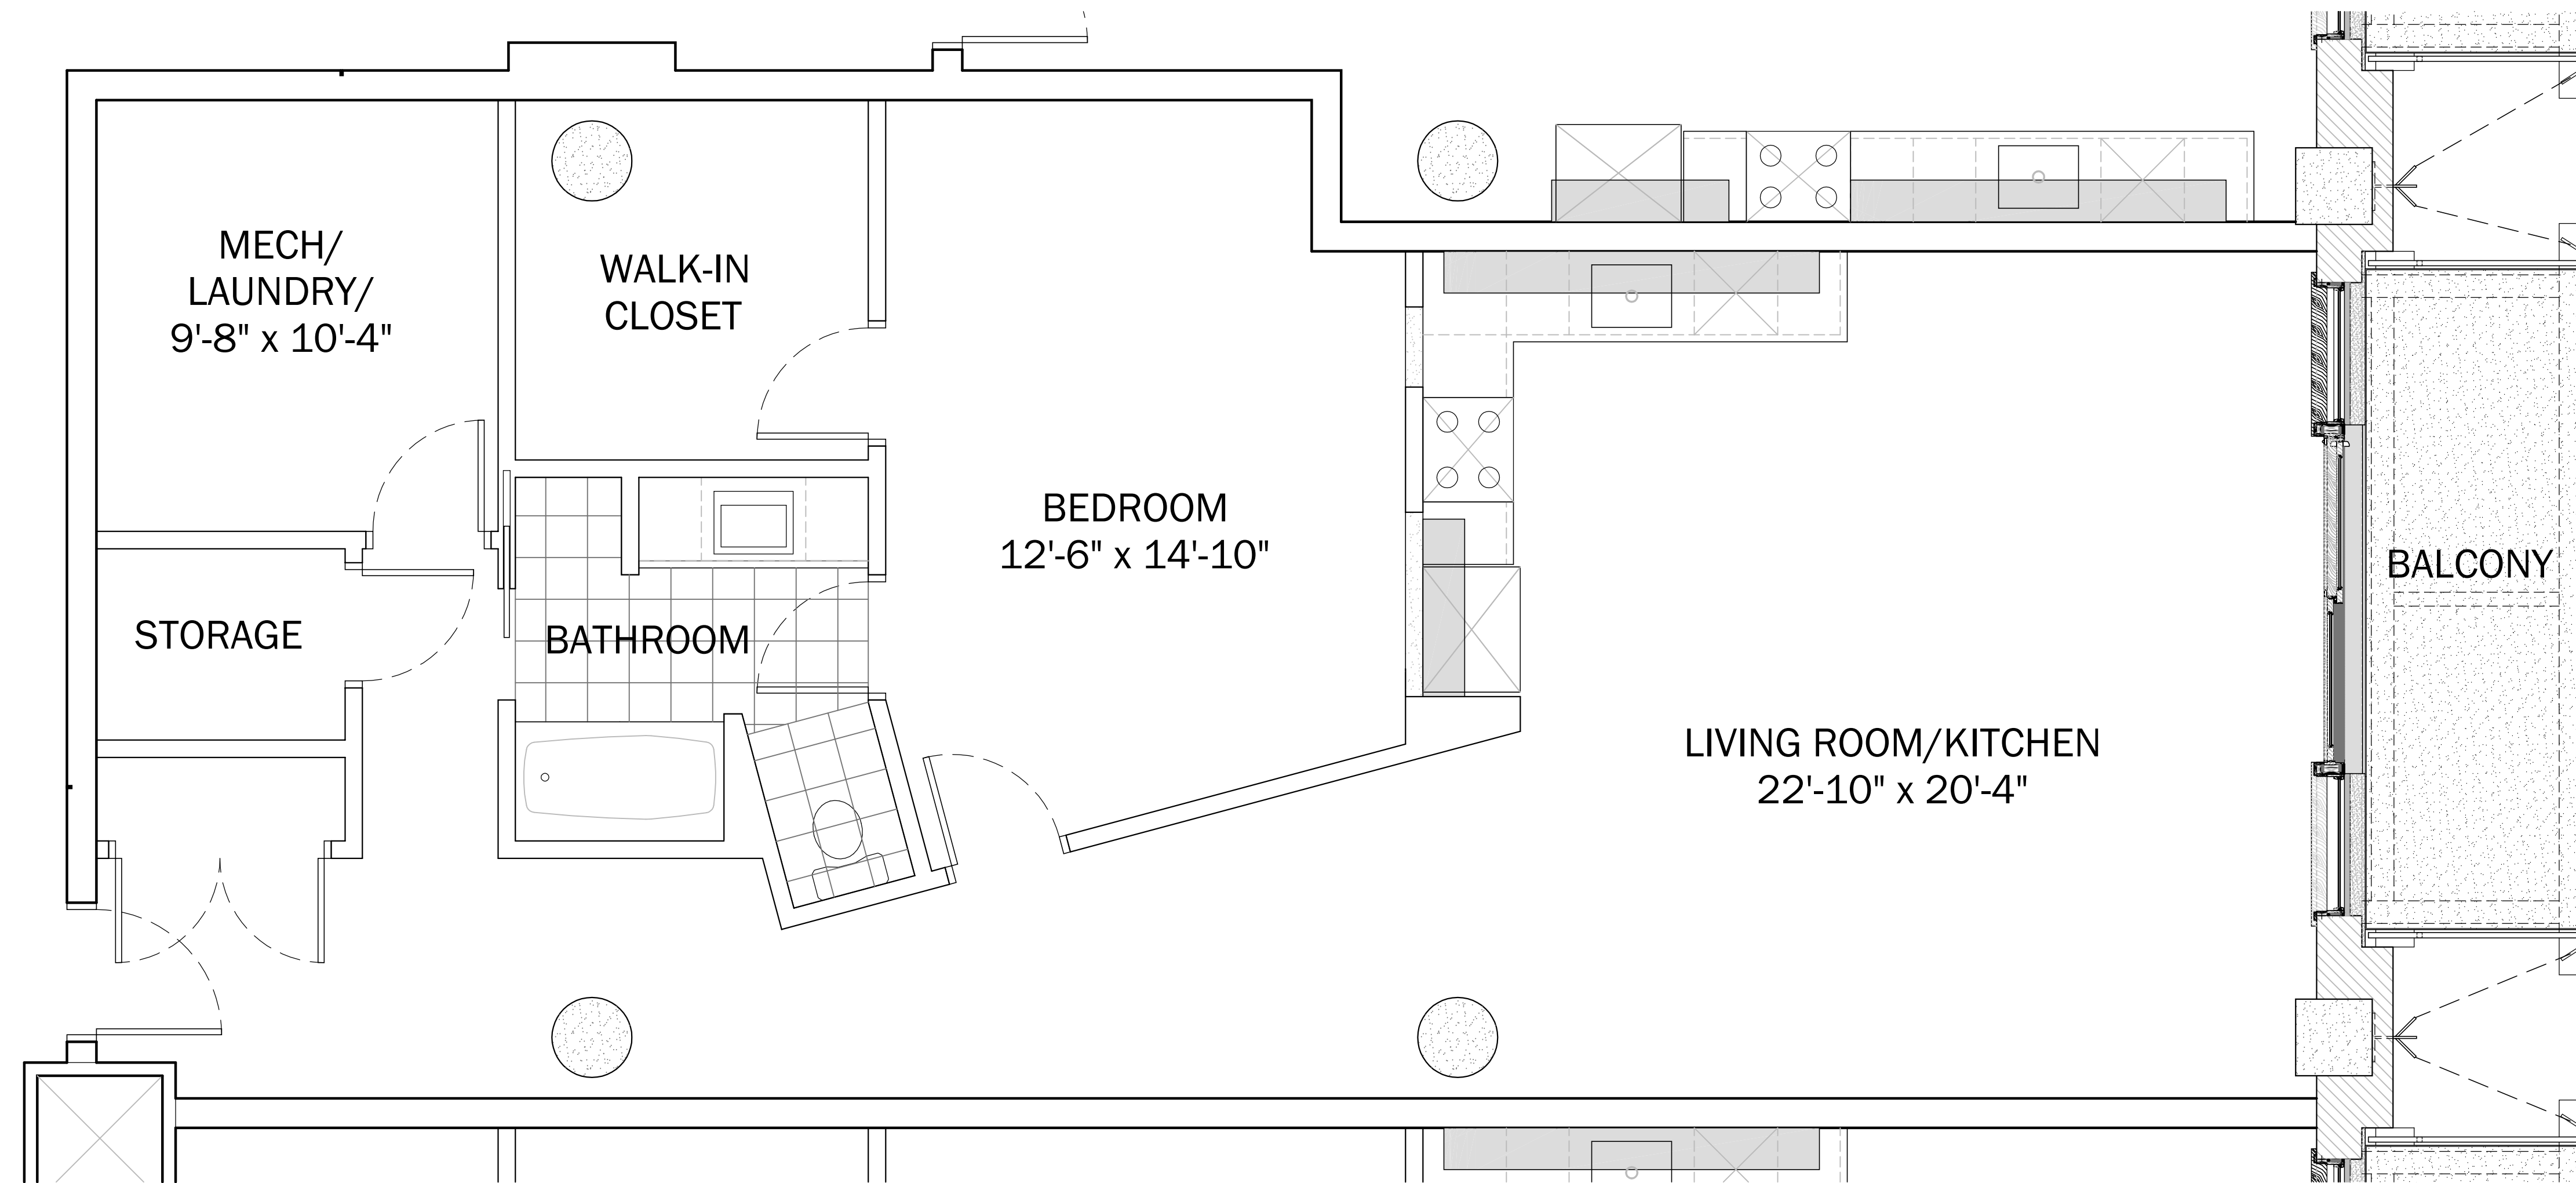 MECH/
LAUNDRY/
9'-8" x 10'-4"
WALK-IN
CLOSET
BEDROOM
12'-6" x 14'-10"
STORAGE
BATHROOM
LIVING ROOM/KITCHEN
22'-10" x 20'-4"
BALCONY